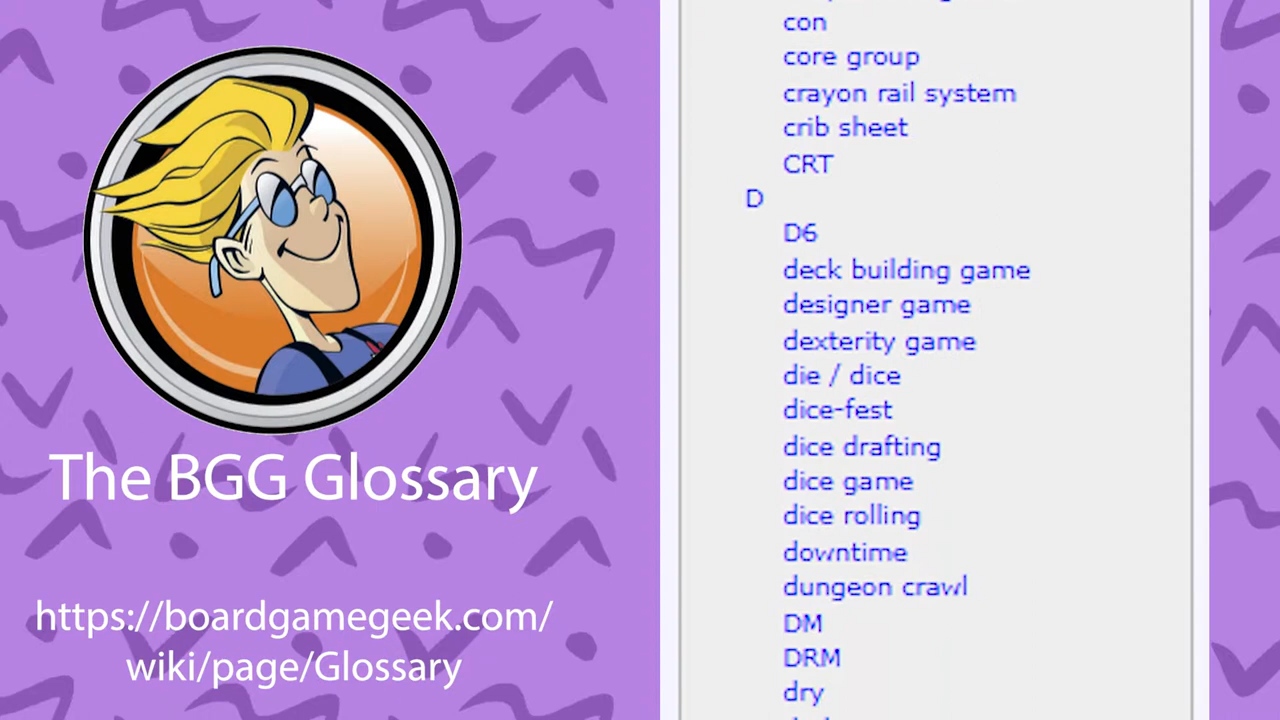 The BGG Glossary
https://boardgamegeek.com/
wiki/page/Glossary
con
core group
crayon rail system
crib sheet
CRT
D
D6
deck building game
designer game
dexterity game
die / dice
dice-fest
dice drafting
dice game
dice rolling
downtime
dungeon crawl
DM
DRM
dry